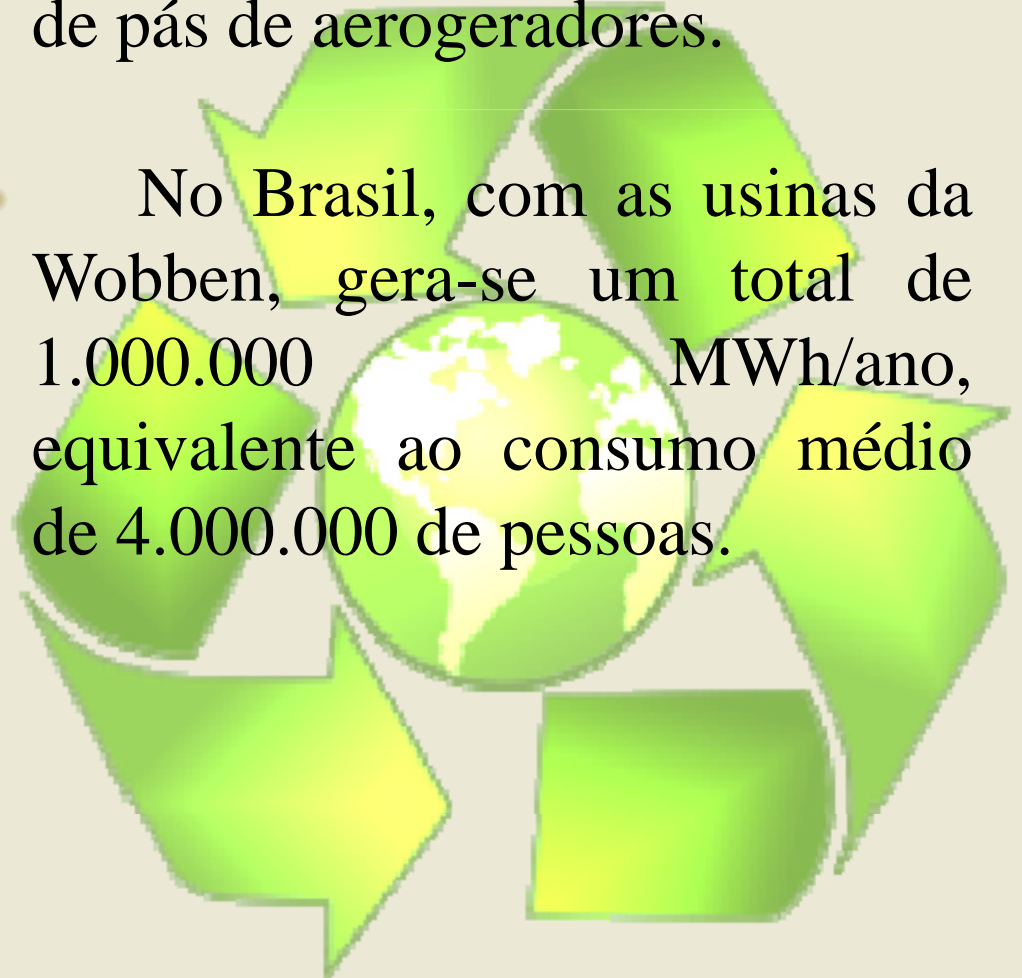 de pás de aerogeradores.
No Brasil, com as usinas da
Wobben, gera-se um total de
1.000.000 MWh/ano,
equivalente ao consumo médio
de 4.000.000 de pessoas.